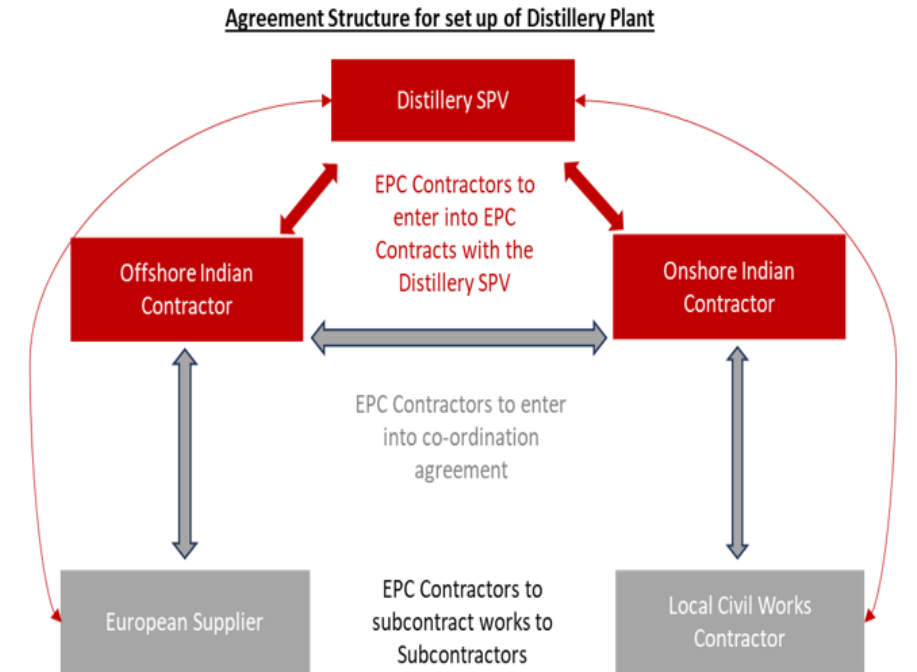 Agreement Structure for set up of Distillery Plant
Distillery SPV
EPC Contractors to
enter into EPC
Contracts with the
Distillery SPV
Offshore Indian
Contractor
Onshore Indian
Contractor
EPC Contractors to enter
into co-ordination
agreement
European Supplier
EPC Contractors to
subcontract works to
Subcontractors
Local Civil Works
Contractor